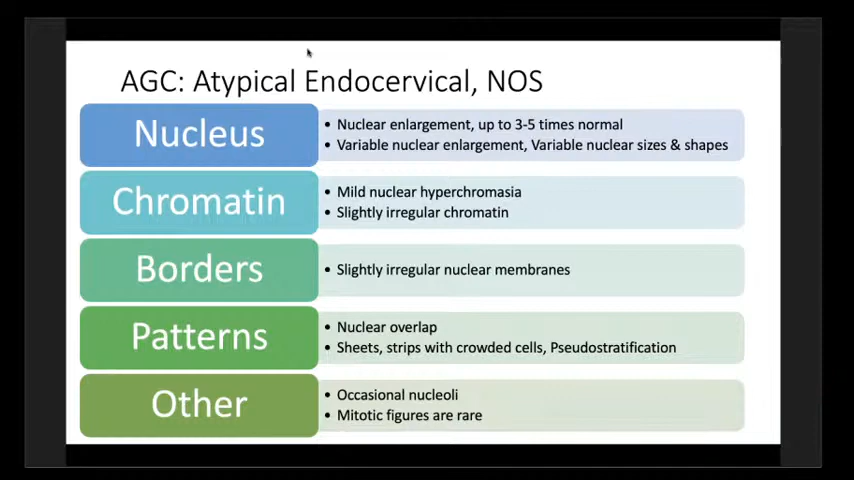 AGC: Atypical Endocervical, NOS
Nucleus
• Nuclear enlargement, up to 3-5 times normal
• Variable nuclear enlargement, Variable nuclear sizes & shapes
Chromatin
• Mild nuclear hyperchromasia
• Slightly irregular chromatin
Borders
• Slightly irregular nuclear membranes
Patterns
• Nuclear overlap
• Sheets, strips with crowded cells, Pseudostratification
Other
• Occasional nucleoli
• Mitotic figures are rare